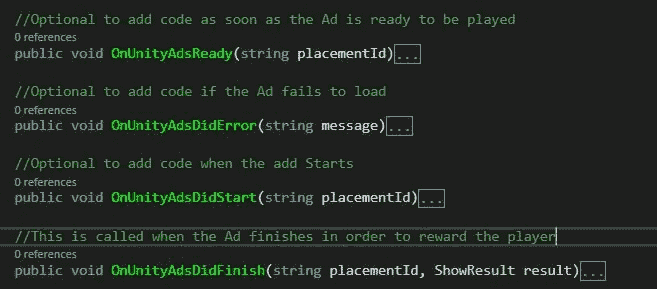 //Optional to add code as soon as the Ad is ready to be played
0 references
public void OnUnityAdsReady(string placementId)...
//Optional to add code if the Ad fails to load
0 references
public void OnUnityAdsDidError(string message)...
//Optional to add code when the add Starts
0 references
public void OnUnityAdsDidStart(string placementId)...
//This is called when the Ad finishes in order to reward the player
0 references
public void OnUnityAdsDidFinish(string placementId, ShowResult result)...